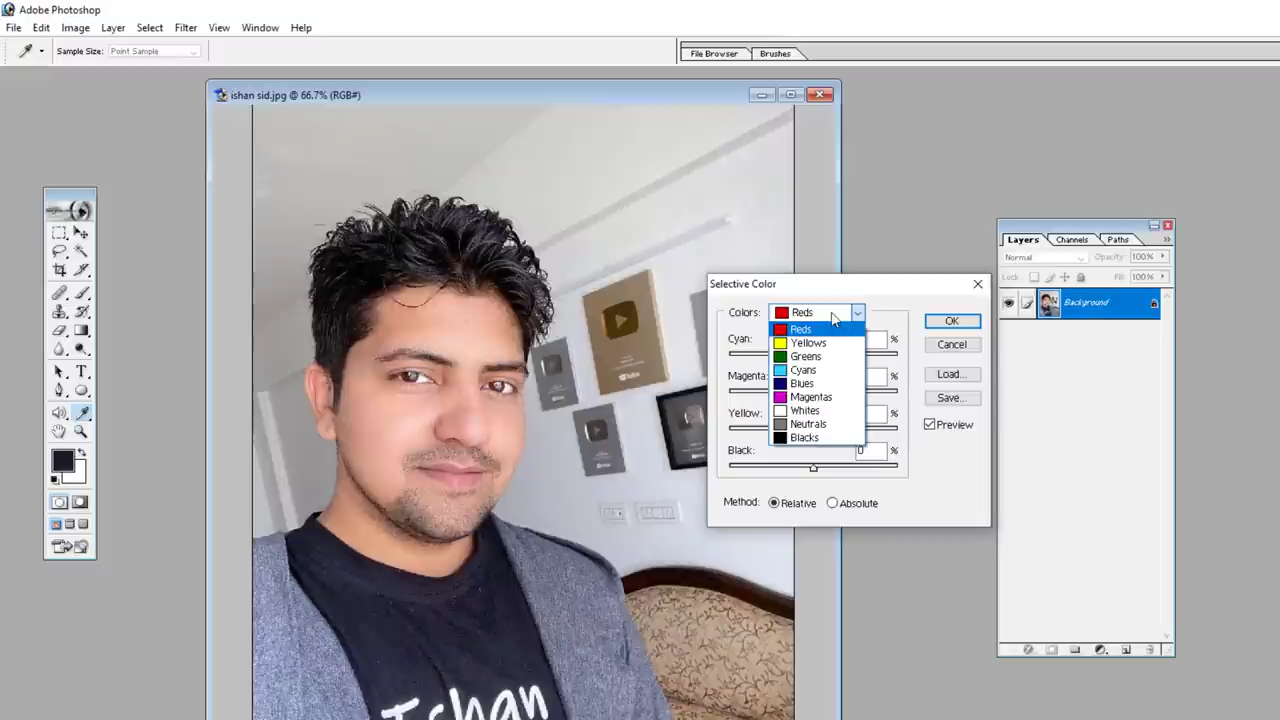 Adobe Photoshop
File Edit Image Layer Select Filter View Window Help
Sample Size: Point Sample
File Browser Brushes
ishan sid.jpg @ 66.7% (RGB#)
Layers Channels Paths
Normal Opacity: 100%
Lock: Fill: 100%
Background
Selective Color
Colors: Reds
Reds
Yellows
Greens
Cyans
Blues
Magentas
Whites
Neutrals
Blacks
Cyan: %
Magenta: %
Yellow: %
Black: 0 %
Method: Relative Absolute
OK
Cancel
Load...
Save...
Preview
Ishan